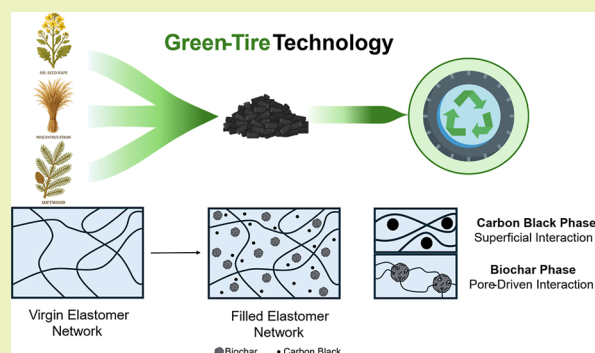 Green-Tire Technology
OIL-SEED RAPE
MISCANTHUS STRAW
SOFTWOOD
Carbon Black Phase
Superficial Interaction
Biochar Phase
Pore-Driven Interaction
Virgin Elastomer
Network
Filled Elastomer
Network
Biochar • Carbon Black